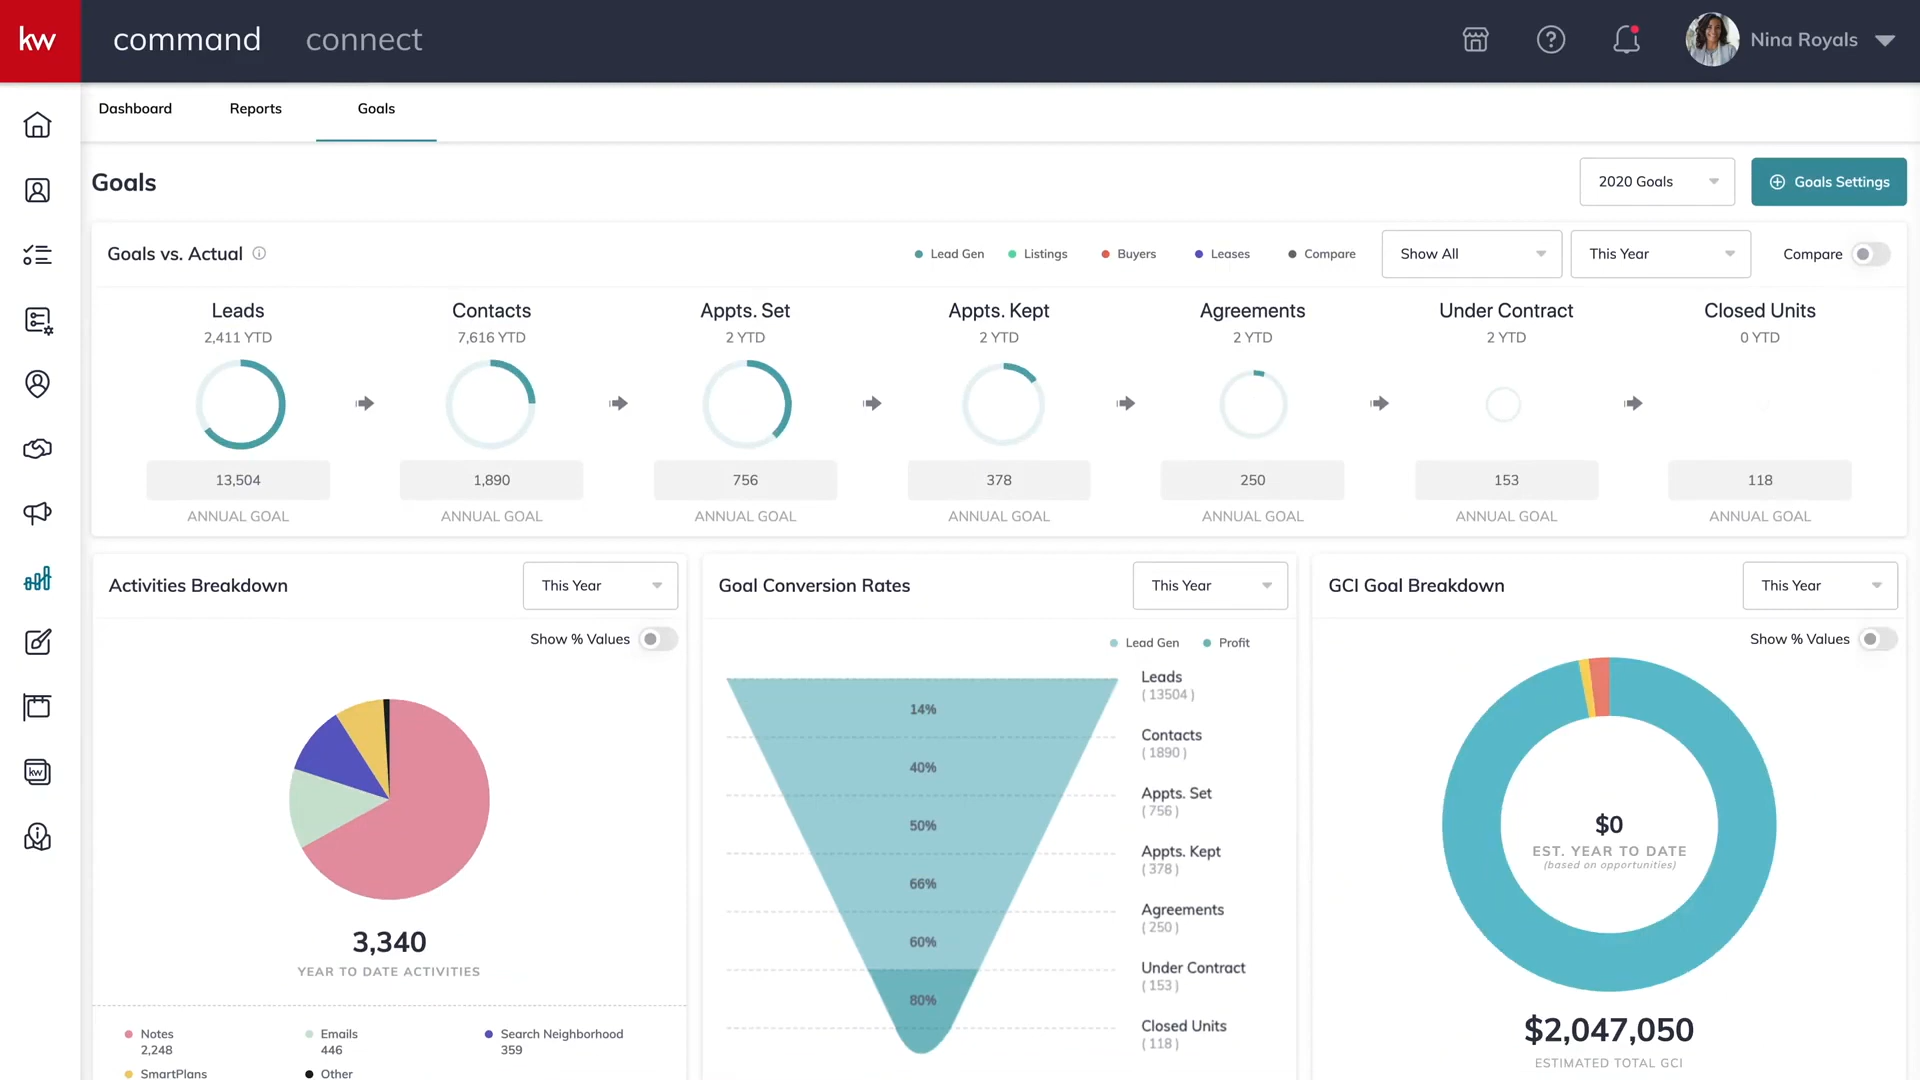 kw
command
connect
Nina Royals
Dashboard
Reports
Goals
Goals
2020 Goals
Goals Settings
Goals vs. Actual
Lead Gen
Listings
Buyers
Leases
Compare
Show All
This Year
Compare
Leads
Contacts
Appts. Set
Appts. Kept
Agreements
Under Contract
Closed Units
2,411 YTD
7,616 YTD
2 YTD
2 YTD
2 YTD
2 YTD
0 YTD
13,504
1,890
756
378
250
153
118
ANNUAL GOAL
ANNUAL GOAL
ANNUAL GOAL
ANNUAL GOAL
ANNUAL GOAL
ANNUAL GOAL
ANNUAL GOAL
Activities Breakdown
This Year
Show % Values
3,340
YEAR TO DATE ACTIVITIES
Notes
2,248
Emails
446
Search Neighborhood
359
SmartPlans
Other
Goal Conversion Rates
This Year
Lead Gen
Profit
14%
40%
50%
66%
60%
80%
Leads
( 13504 )
Contacts
( 1890 )
Appts. Set
( 756 )
Appts. Kept
( 378 )
Agreements
( 250 )
Under Contract
( 153 )
Closed Units
( 118 )
GCI Goal Breakdown
This Year
Show % Values
$0
EST. YEAR TO DATE
(based on opportunities)
$2,047,050
ESTIMATED TOTAL GCI
kw